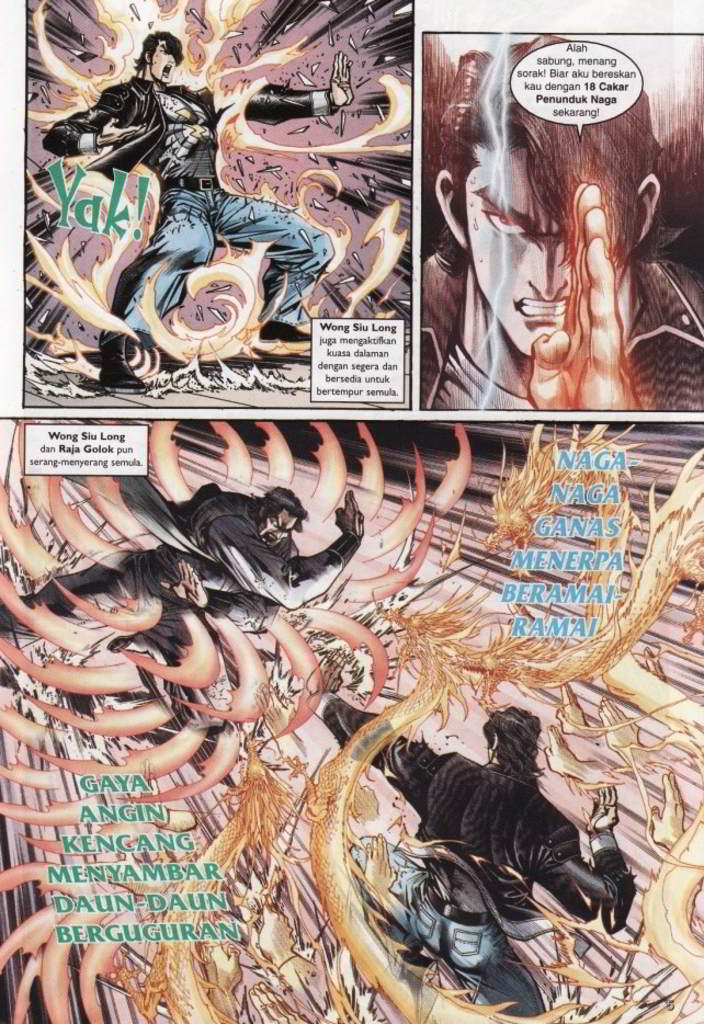 Yak!
Wong Siu Long
juga mengaktifkan
kuasa dalaman
dengan segera dan
bersedia untuk
bertempur semula.
Alah
sabung, menang
sorak! Biar aku bereskan
kau dengan 18 Cakar
Penunduk Naga
sekarang!
Wong Siu Long
dan Raja Golok pun
serang-menyerang semula.
NAGA-
NAGA
GANAS
MENERPA
BERAMAI-
RAMAI
GAYA
ANGIN
KENCANG
MENYAMBAR
DAUN-DAUN
BERGUGURAN
5